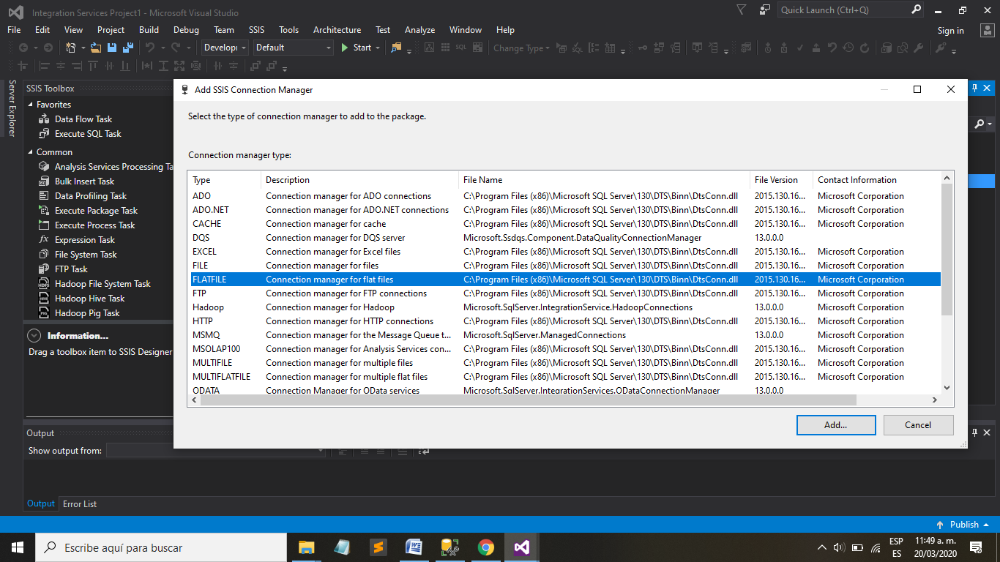 Integration Services Project1 - Microsoft Visual Studio
Quick Launch (Ctrl+Q)
File Edit View Project Build Debug Team SSIS Tools Architecture Test Analyze Window Help
Sign in
Develop Default Start SQL Change Type
Server Explorer
SSIS Toolbox
Favorites
Data Flow Task
Execute SQL Task
Common
Analysis Services Processing Ta
Bulk Insert Task
Data Profiling Task
Execute Package Task
Execute Process Task
fx Expression Task
File System Task
FTP Task
HDFS Hadoop File System Task
HIVE Hadoop Hive Task
PIG Hadoop Pig Task
Information...
Drag a toolbox item to SSIS Designer
Add SSIS Connection Manager
Select the type of connection manager to add to the package.
Connection manager type:
Type Description File Name File Version Contact Information
ADO Connection manager for ADO connections C:\Program Files (x86)\Microsoft SQL Server\130\DTS\Binn\DtsConn.dll 2015.130.16... Microsoft Corporation
ADO.NET Connection manager for ADO.NET connections C:\Program Files (x86)\Microsoft SQL Server\130\DTS\Binn\DtsConn.dll 2015.130.16... Microsoft Corporation
CACHE Connection manager for cache C:\Program Files (x86)\Microsoft SQL Server\130\DTS\Binn\DtsConn.dll 2015.130.16... Microsoft Corporation
DQS Connection manager for DQS server Microsoft.Ssdqs.Component.DataQualityConnectionManager 13.0.0.0
EXCEL Connection manager for Excel files C:\Program Files (x86)\Microsoft SQL Server\130\DTS\Binn\DtsConn.dll 2015.130.16... Microsoft Corporation
FILE Connection manager for files C:\Program Files (x86)\Microsoft SQL Server\130\DTS\Binn\DtsConn.dll 2015.130.16... Microsoft Corporation
FLATFILE Connection manager for flat files C:\Program Files (x86)\Microsoft SQL Server\130\DTS\Binn\DtsConn.dll 2015.130.16... Microsoft Corporation
FTP Connection manager for FTP connections C:\Program Files (x86)\Microsoft SQL Server\130\DTS\Binn\DtsConn.dll 2015.130.16... Microsoft Corporation
Hadoop Connection manager for Hadoop Microsoft.SqlServer.IntegrationService.HadoopConnections 13.0.0.0
HTTP Connection manager for HTTP connections C:\Program Files (x86)\Microsoft SQL Server\130\DTS\Binn\DtsConn.dll 2015.130.16... Microsoft Corporation
MSMQ Connection manager for the Message Queue t... Microsoft.SqlServer.ManagedConnections 13.0.0.0
MSOLAP100 Connection manager for Analysis Services con... C:\Program Files (x86)\Microsoft SQL Server\130\DTS\Binn\DtsConn.dll 2015.130.16... Microsoft Corporation
MULTIFILE Connection manager for multiple files C:\Program Files (x86)\Microsoft SQL Server\130\DTS\Binn\DtsConn.dll 2015.130.16... Microsoft Corporation
MULTIFLATFILE Connection manager for multiple flat files C:\Program Files (x86)\Microsoft SQL Server\130\DTS\Binn\DtsConn.dll 2015.130.16... Microsoft Corporation
ODATA Connection Manager for OData services Microsoft.SqlServer.IntegrationServices.ODataConnectionManager 13.0.0.0
Add... Cancel
Output
Show output from:
Output Error List
Publish
Escribe aquí para buscar
ESP
ES
11:49 a. m.
20/03/2020